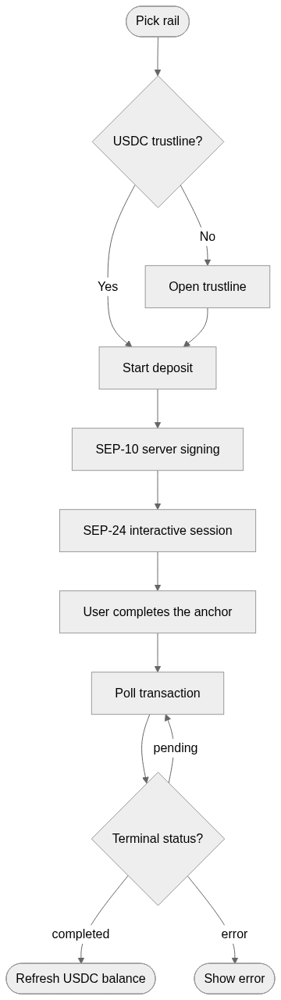 Pick rail
USDC trustline?
No
Yes
Open trustline
Start deposit
SEP-10 server signing
SEP-24 interactive session
User completes the anchor
Poll transaction
pending
Terminal status?
completed
error
Refresh USDC balance
Show error